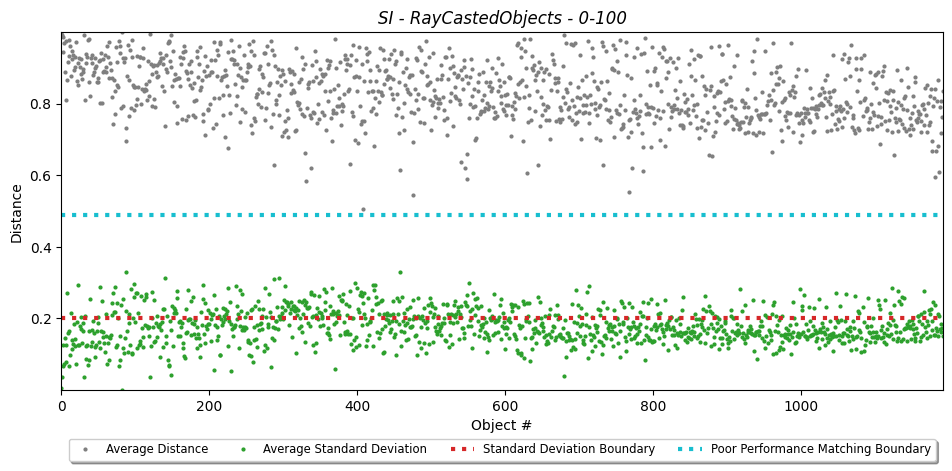 SI - RayCastedObjects - 0-100
Distance
0.8
0.6
0.4
0.2
0 200 400 600 800 1000
Object #
Average Distance Average Standard Deviation Standard Deviation Boundary Poor Performance Matching Boundary